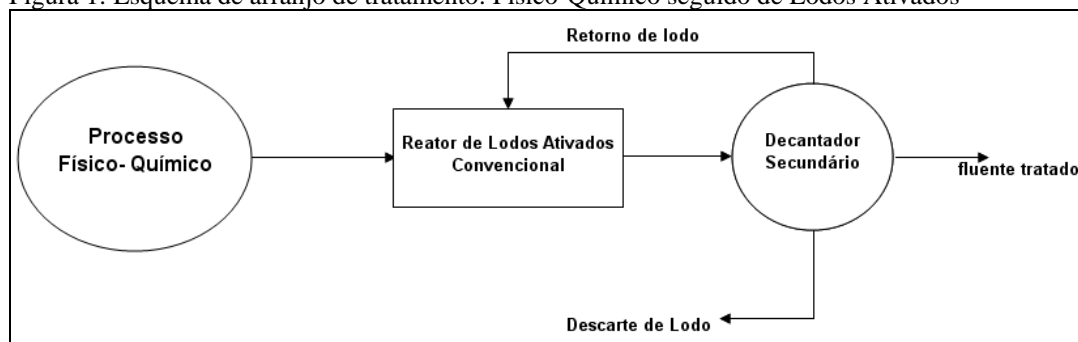 Figura 1: Esquema de arranjo de tratamento: Físico-Químico seguido de Lodos Ativados
Retorno de lodo
Processo
Físico- Químico
Reator de Lodos Ativados
Convencional
Decantador
Secundário
fluente tratado
Descarte de Lodo